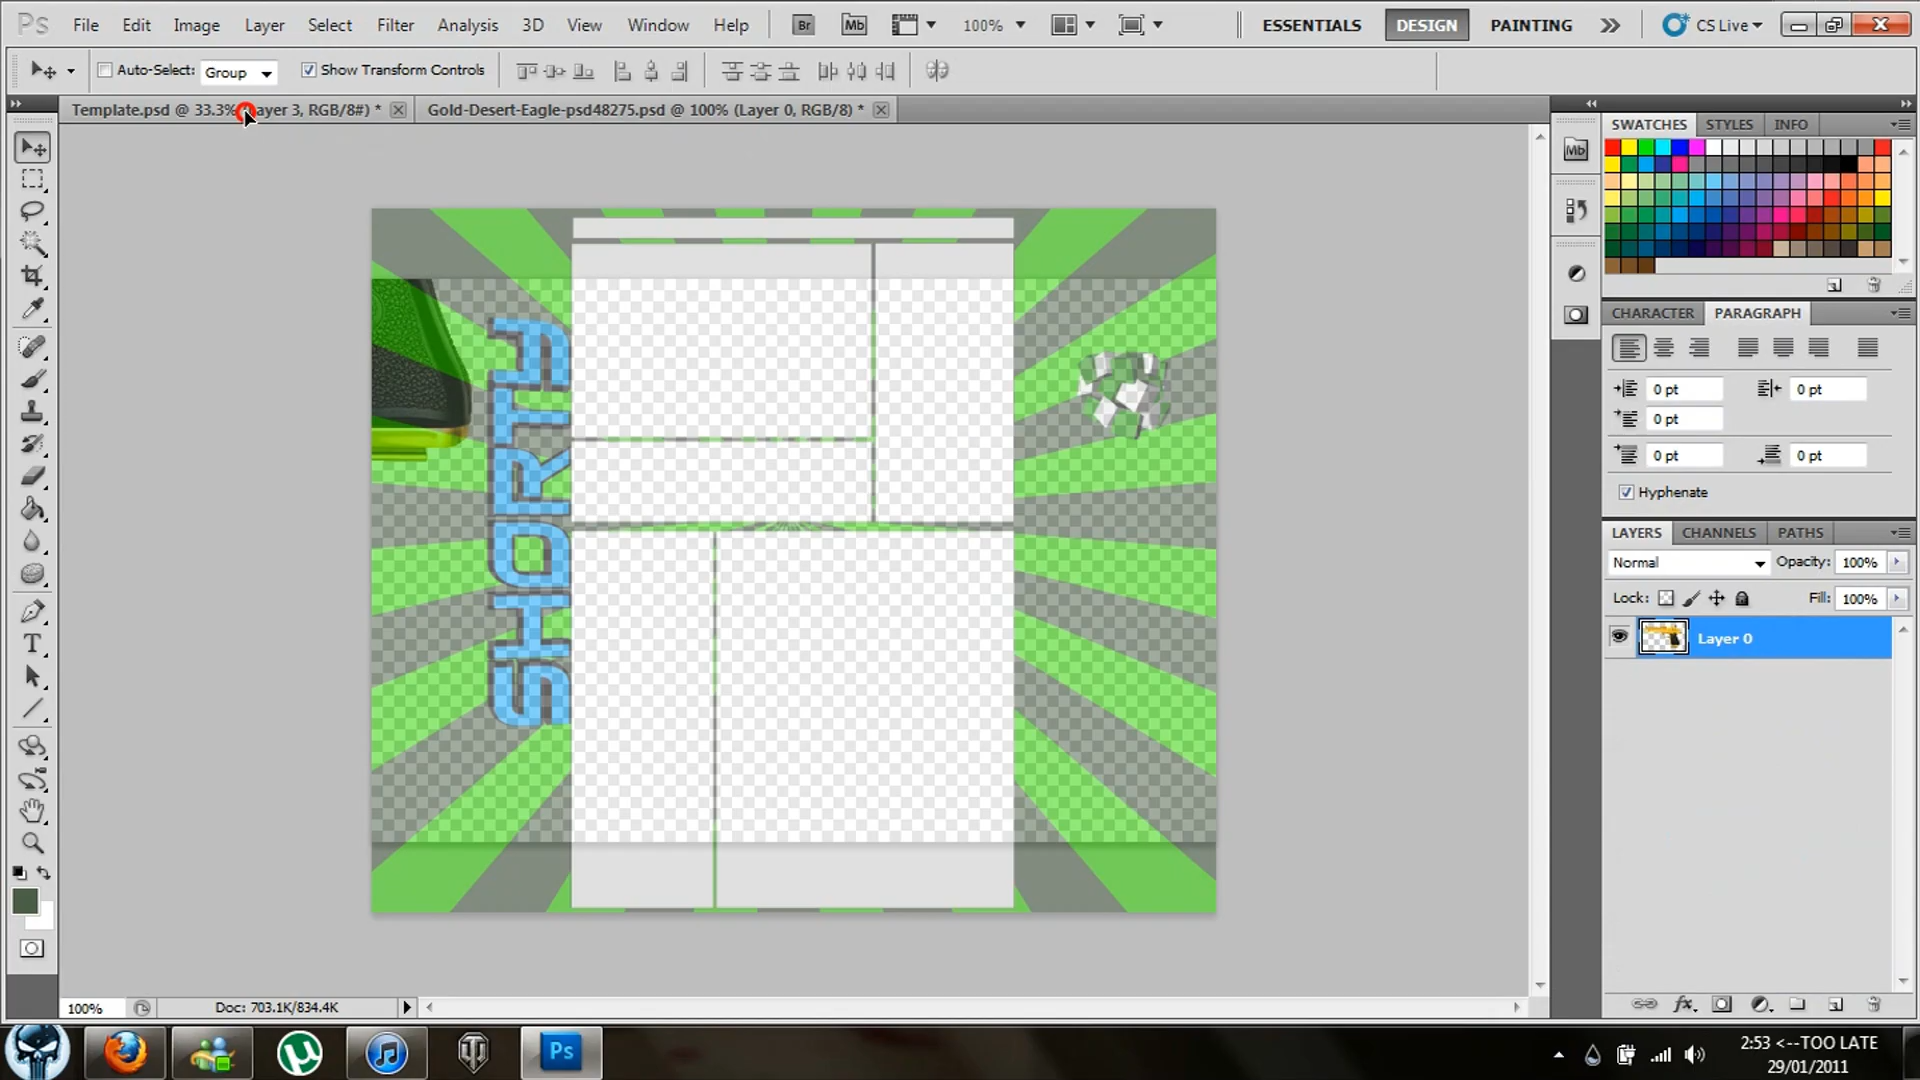 Ps File Edit Image Layer Select Filter Analysis 3D View Window Help Br Mb 100% ESSENTIALS DESIGN PAINTING CS Live
Auto-Select: Group Show Transform Controls
Template.psd @ 33.3% (Layer 3, RGB/8#) * Gold-Desert-Eagle-psd48275.psd @ 100% (Layer 0, RGB/8) *
SWATCHES STYLES INFO
Mb
CHARACTER PARAGRAPH
0 pt 0 pt
0 pt
0 pt 0 pt
Hyphenate
LAYERS CHANNELS PATHS
Normal Opacity: 100%
Lock: Fill: 100%
Layer 0
SHORTY
T
100% Doc: 703.1K/834.4K
Ps
2:53 <--TOO LATE
29/01/2011